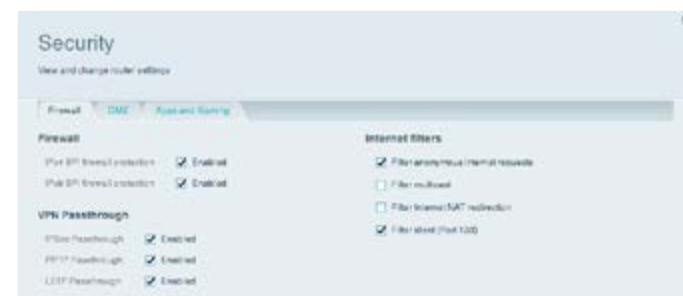 Security
View and change router settings
Firewall DMZ Apps and Gaming
Firewall
IPv4 SPI firewall protection Enabled
IPv6 SPI firewall protection Enabled
VPN Passthrough
IPSec Passthrough Enabled
PPTP Passthrough Enabled
L2TP Passthrough Enabled
Internet filters
Filter anonymous Internet requests
Filter multicast
Filter Internet NAT redirection
Filter ident (Port 113)